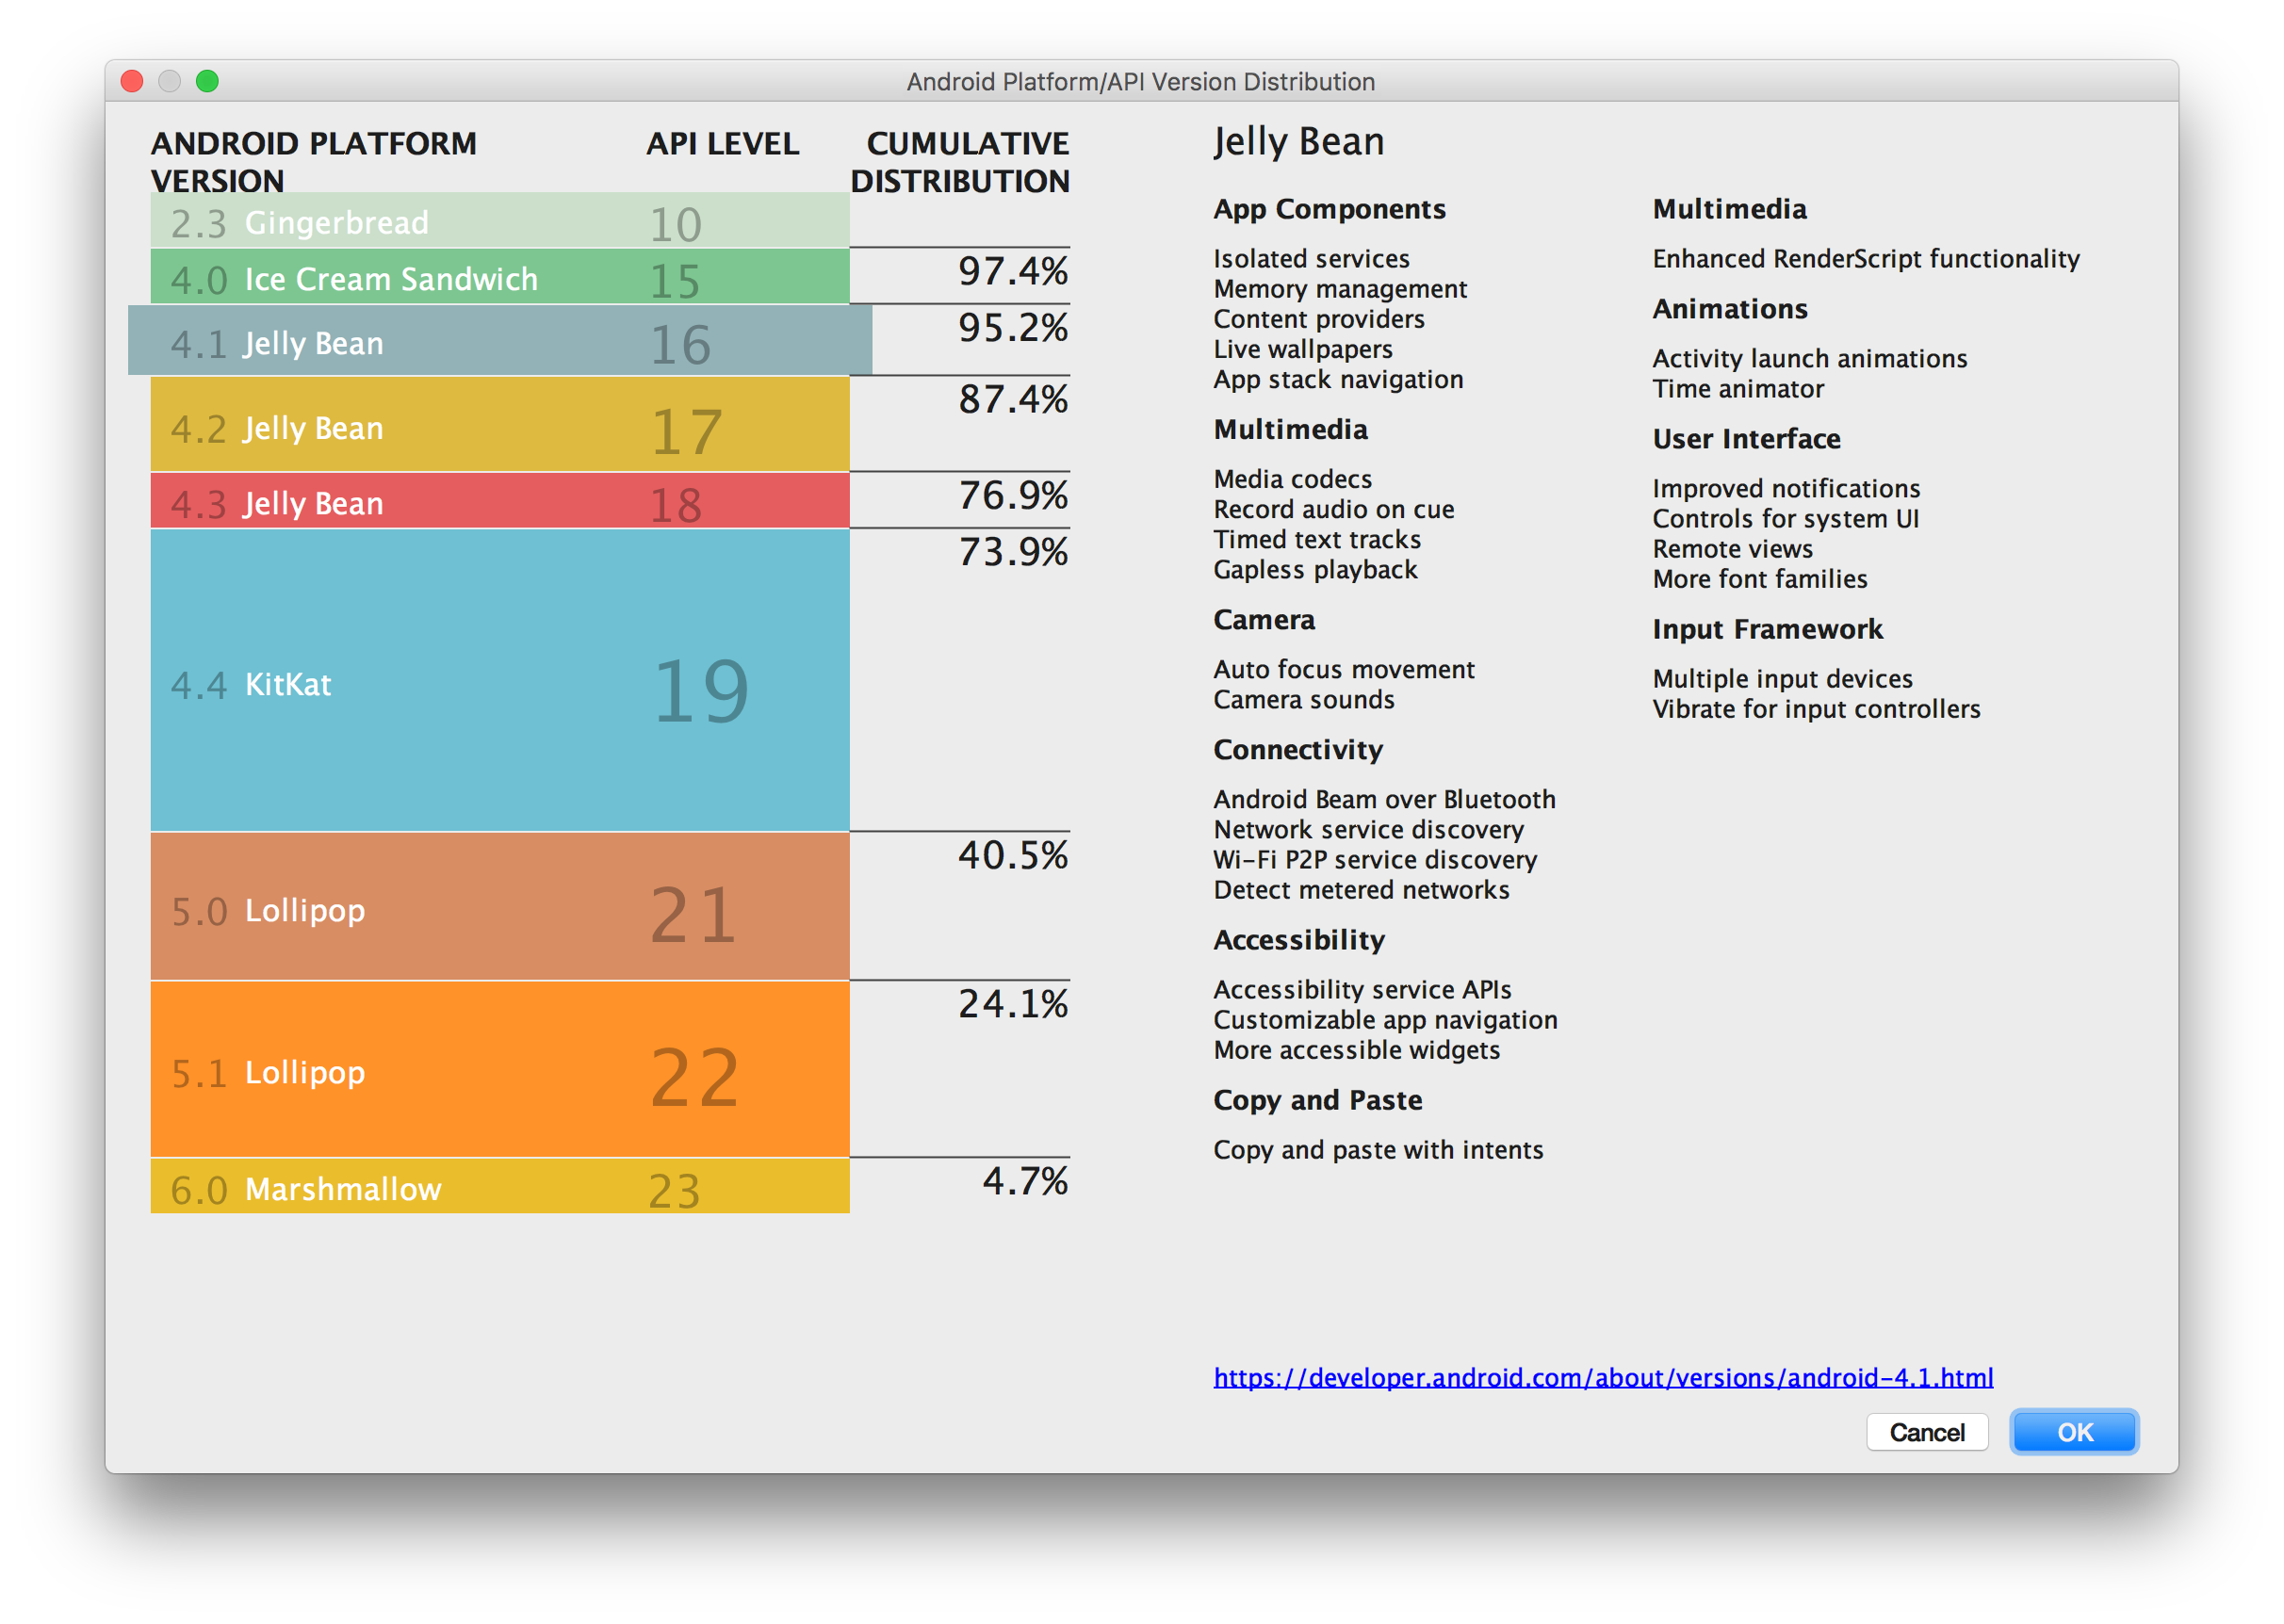 Android Platform/API Version Distribution
ANDROID PLATFORM VERSION API LEVEL CUMULATIVE DISTRIBUTION
2.3 Gingerbread 10
4.0 Ice Cream Sandwich 15 97.4%
4.1 Jelly Bean 16 95.2%
4.2 Jelly Bean 17 87.4%
4.3 Jelly Bean 18 76.9%
4.4 KitKat 19 73.9%
5.0 Lollipop 21 40.5%
5.1 Lollipop 22 24.1%
6.0 Marshmallow 23 4.7%
Jelly Bean
App Components
Isolated services
Memory management
Content providers
Live wallpapers
App stack navigation
Multimedia
Media codecs
Record audio on cue
Timed text tracks
Gapless playback
Camera
Auto focus movement
Camera sounds
Connectivity
Android Beam over Bluetooth
Network service discovery
Wi-Fi P2P service discovery
Detect metered networks
Accessibility
Accessibility service APIs
Customizable app navigation
More accessible widgets
Copy and Paste
Copy and paste with intents
Multimedia
Enhanced RenderScript functionality
Animations
Activity launch animations
Time animator
User Interface
Improved notifications
Controls for system UI
Remote views
More font families
Input Framework
Multiple input devices
Vibrate for input controllers
https://developer.android.com/about/versions/android-4.1.html
Cancel OK